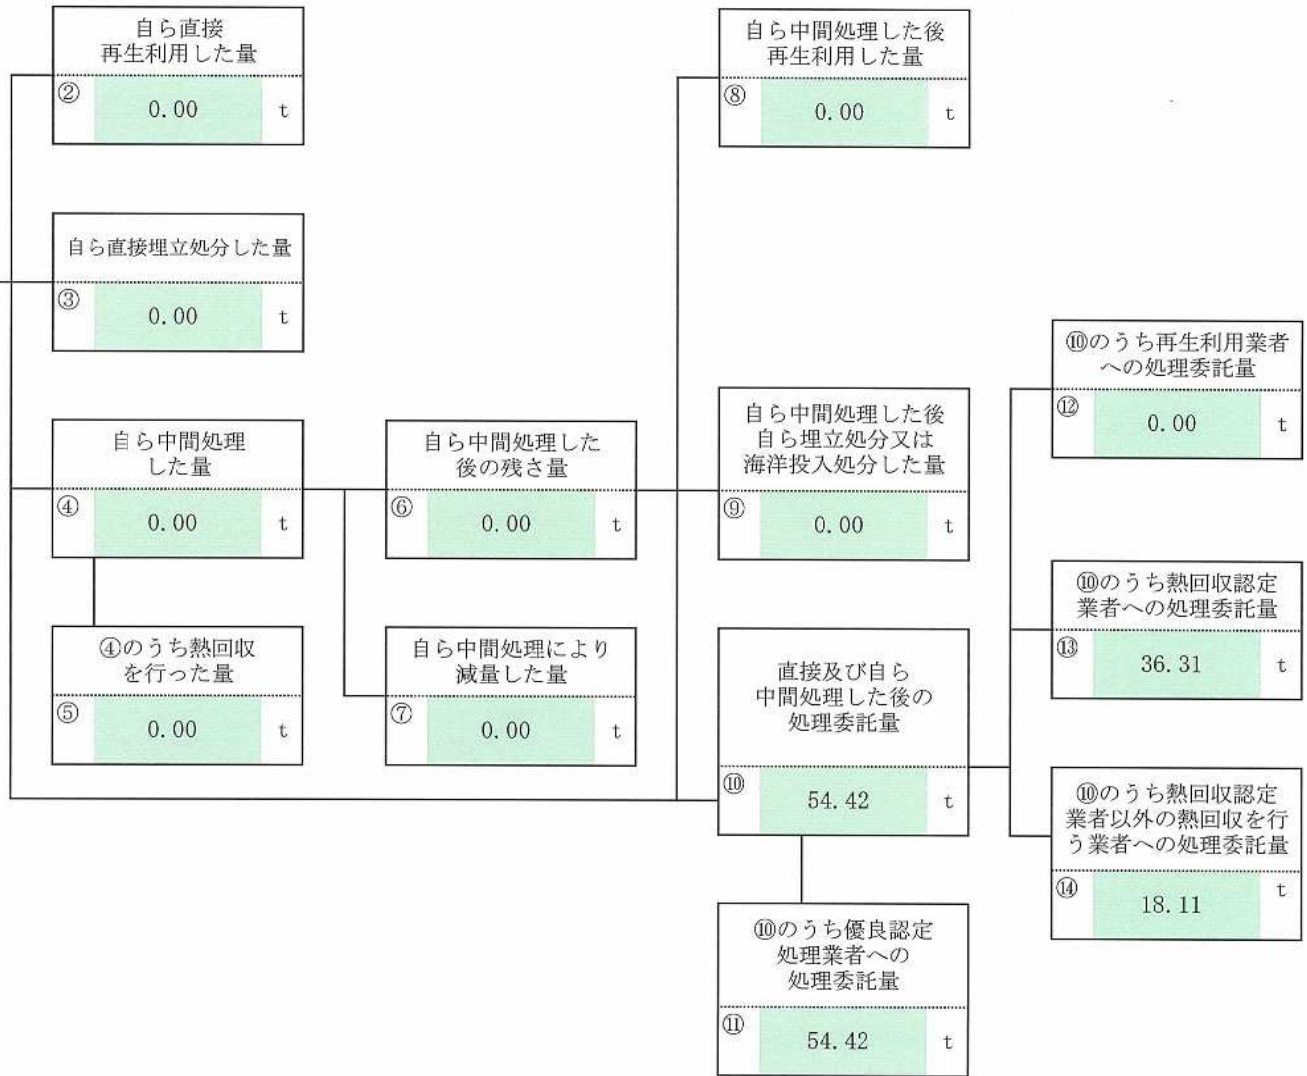 自ら直接
再生利用した量
② 0.00 t
自ら中間処理した後
再生利用した量
⑧ 0.00 t
自ら直接埋立処分した量
③ 0.00 t
⑩のうち再生利用業者
への処理委託量
⑫ 0.00 t
自ら中間処理
した量
④ 0.00 t
自ら中間処理した
後の残さ量
⑥ 0.00 t
自ら中間処理した後
自ら埋立処分又は
海洋投入処分した量
⑨ 0.00 t
⑩のうち熱回収認定
業者への処理委託量
⑬ 36.31 t
④のうち熱回収
を行った量
⑤ 0.00 t
自ら中間処理により
減量した量
⑦ 0.00 t
直接及び自ら
中間処理した後の
処理委託量
⑩ 54.42 t
⑩のうち熱回収認定
業者以外の熱回収を行
う業者への処理委託量
⑭ 18.11 t
⑩のうち優良認定
処理業者への
処理委託量
⑪ 54.42 t